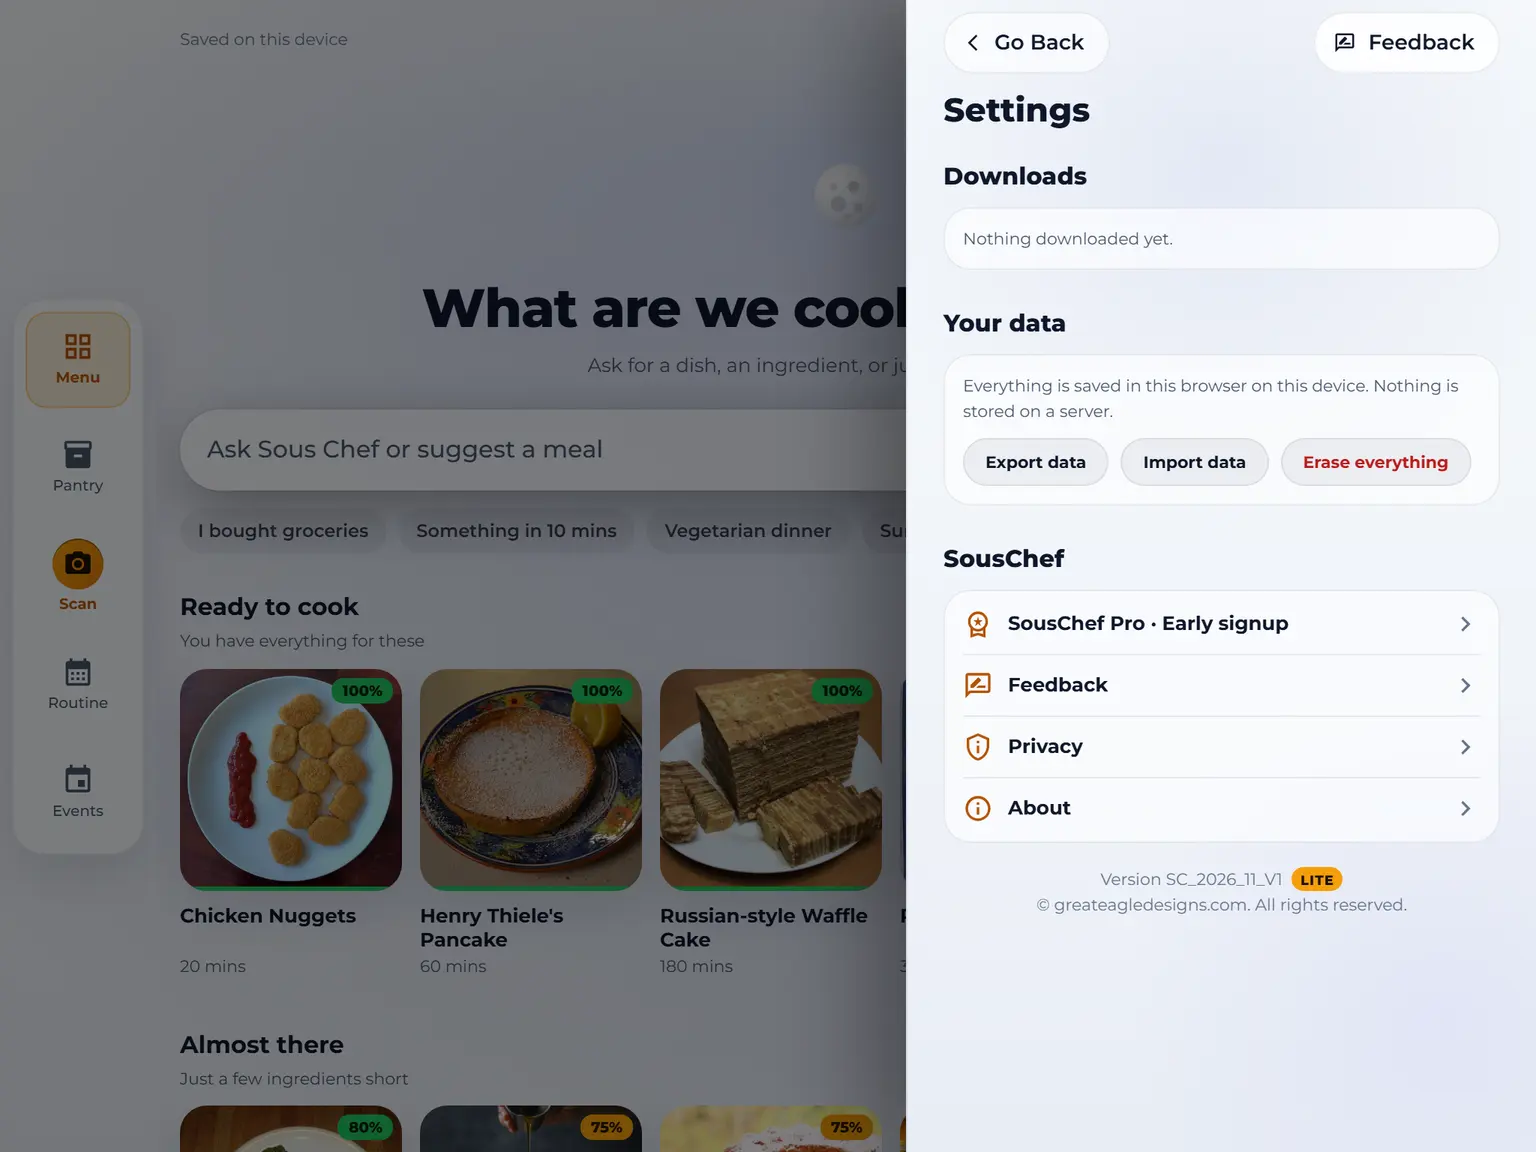 Saved on this device
What are we cool
Ask for a dish, an ingredient, or ju
Menu
Pantry
Scan
Routine
Events
Ask Sous Chef or suggest a meal
I bought groceries
Something in 10 mins
Vegetarian dinner
Ready to cook
You have everything for these
100%
100%
100%
Chicken Nuggets
Henry Thiele's
Pancake
Russian-style Waffle
Cake
20 mins
60 mins
180 mins
Almost there
Just a few ingredients short
80%
75%
75%
Go Back
Feedback
Settings
Downloads
Nothing downloaded yet.
Your data
Everything is saved in this browser on this device. Nothing is
stored on a server.
Export data
Import data
Erase everything
SousChef
SousChef Pro · Early signup
Feedback
Privacy
About
Version SC_2026_11_V1 LITE
© greateagledesigns.com. All rights reserved.